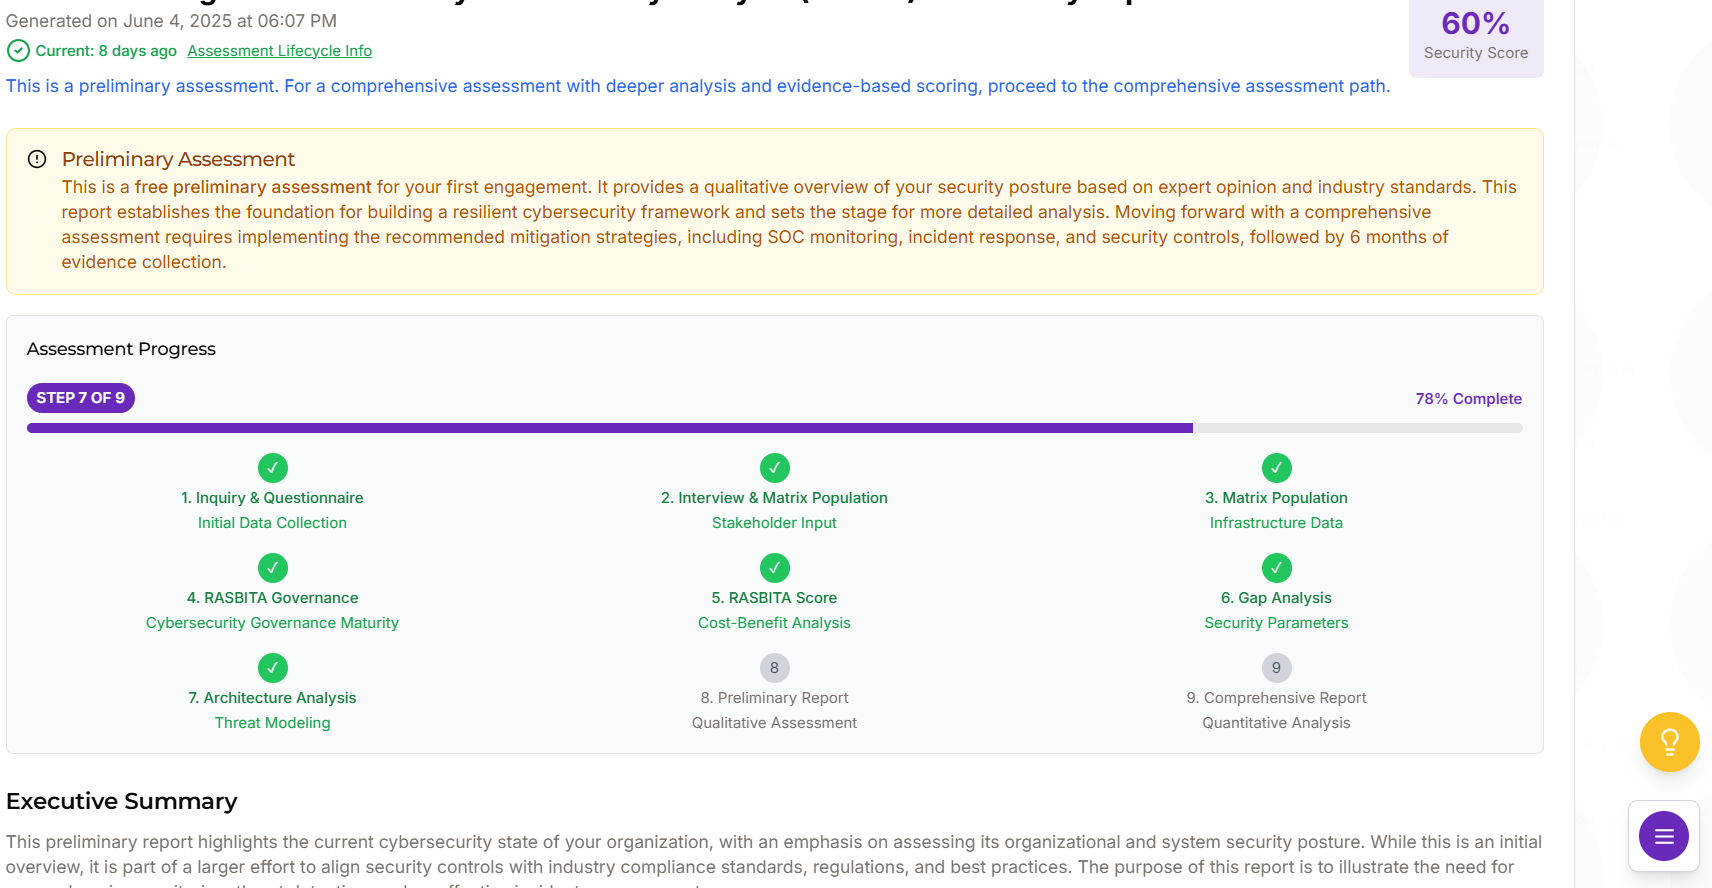 Generated on June 4, 2025 at 06:07 PM
60%
Security Score
Current: 8 days ago Assessment Lifecycle Info
This is a preliminary assessment. For a comprehensive assessment with deeper analysis and evidence-based scoring, proceed to the comprehensive assessment path.
Preliminary Assessment
This is a free preliminary assessment for your first engagement. It provides a qualitative overview of your security posture based on expert opinion and industry standards. This
report establishes the foundation for building a resilient cybersecurity framework and sets the stage for more detailed analysis. Moving forward with a comprehensive
assessment requires implementing the recommended mitigation strategies, including SOC monitoring, incident response, and security controls, followed by 6 months of
evidence collection.
Assessment Progress
STEP 7 OF 9
78% Complete
1. Inquiry & Questionnaire
Initial Data Collection
2. Interview & Matrix Population
Stakeholder Input
3. Matrix Population
Infrastructure Data
4. RASBITA Governance
Cybersecurity Governance Maturity
5. RASBITA Score
Cost-Benefit Analysis
6. Gap Analysis
Security Parameters
7. Architecture Analysis
Threat Modeling
8
8. Preliminary Report
Qualitative Assessment
9
9. Comprehensive Report
Quantitative Analysis
Executive Summary
This preliminary report highlights the current cybersecurity state of your organization, with an emphasis on assessing its organizational and system security posture. While this is an initial
overview, it is part of a larger effort to align security controls with industry compliance standards, regulations, and best practices. The purpose of this report is to illustrate the need for